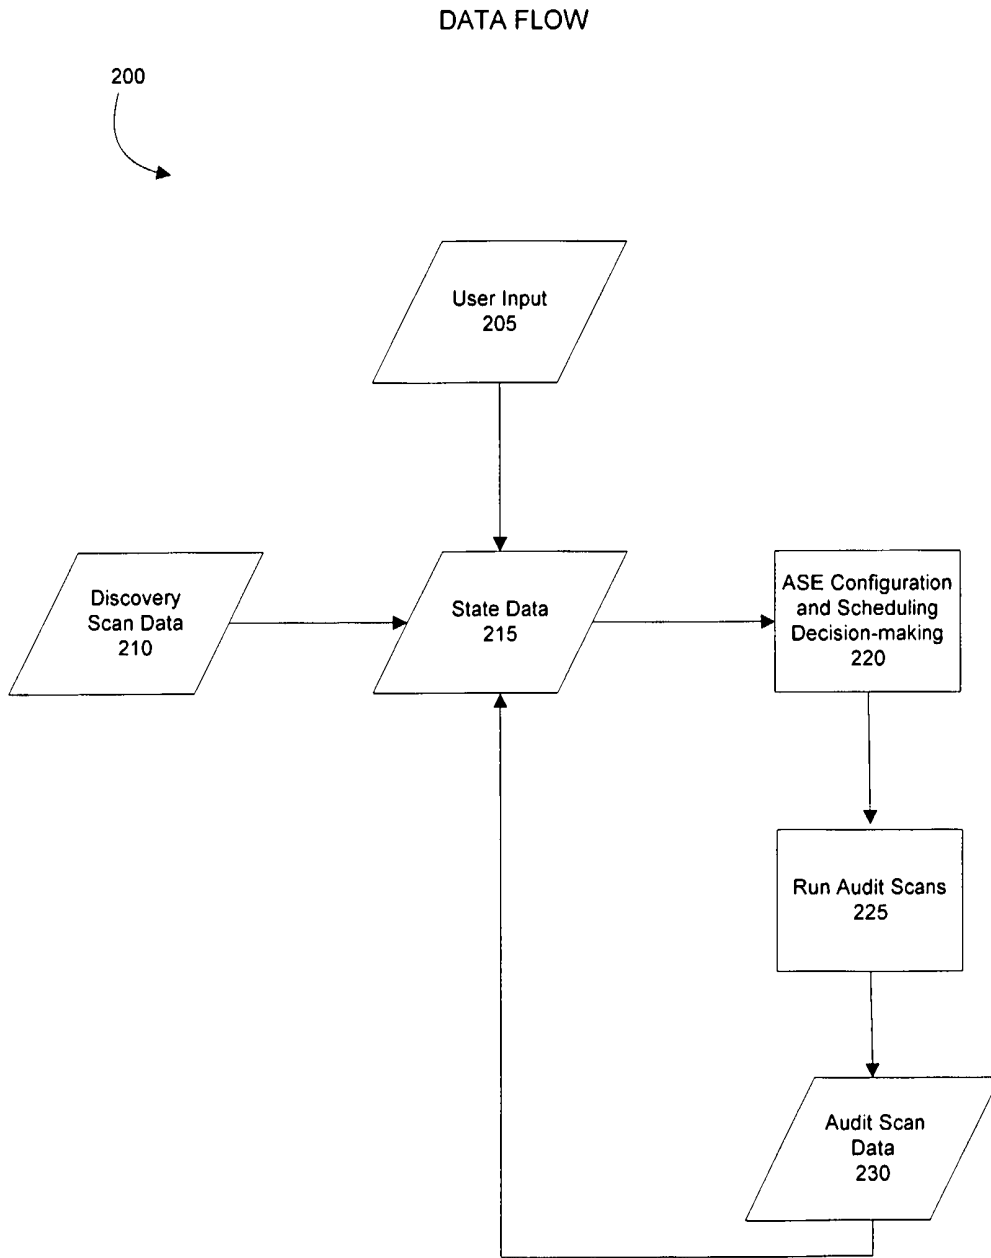 DATA FLOW
200
User Input
205
Discovery
Scan Data
210
State Data
215
ASE Configuration
and Scheduling
Decision-making
220
Run Audit Scans
225
Audit Scan
Data
230